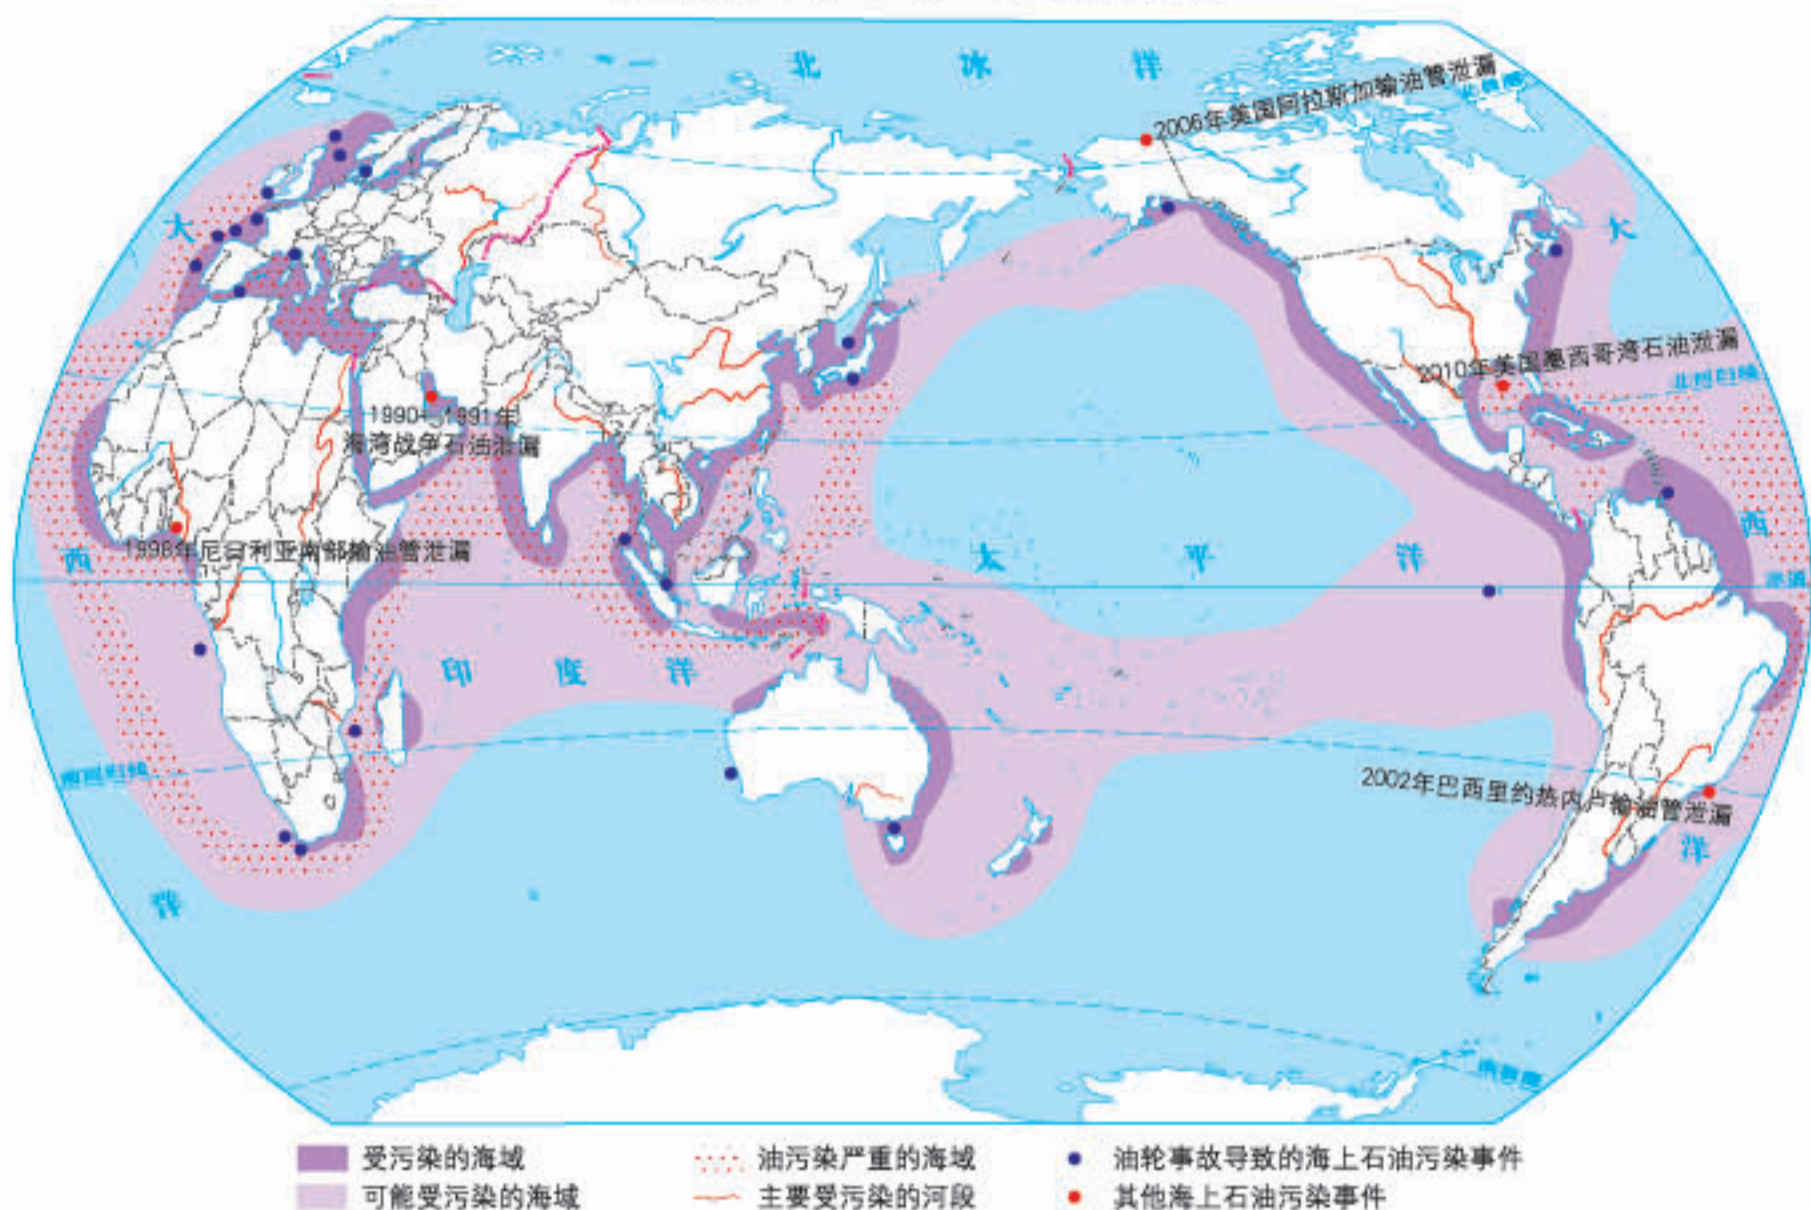 北 冰 洋
2006年美国阿拉斯加输油管泄漏
大
大
2010年美国墨西哥湾石油泄漏
北回归线
1990—1991年
海湾战争石油泄漏
西
1998年尼日利亚南部输油管泄漏
太 平 洋
西
赤道
印 度 洋
南回归线
2002年巴西里约热内卢输油管泄漏
洋
洋
南极圈
受污染的海域
油污染严重的海域
油轮事故导致的海上石油污染事件
可能受污染的海域
主要受污染的河段
其他海上石油污染事件